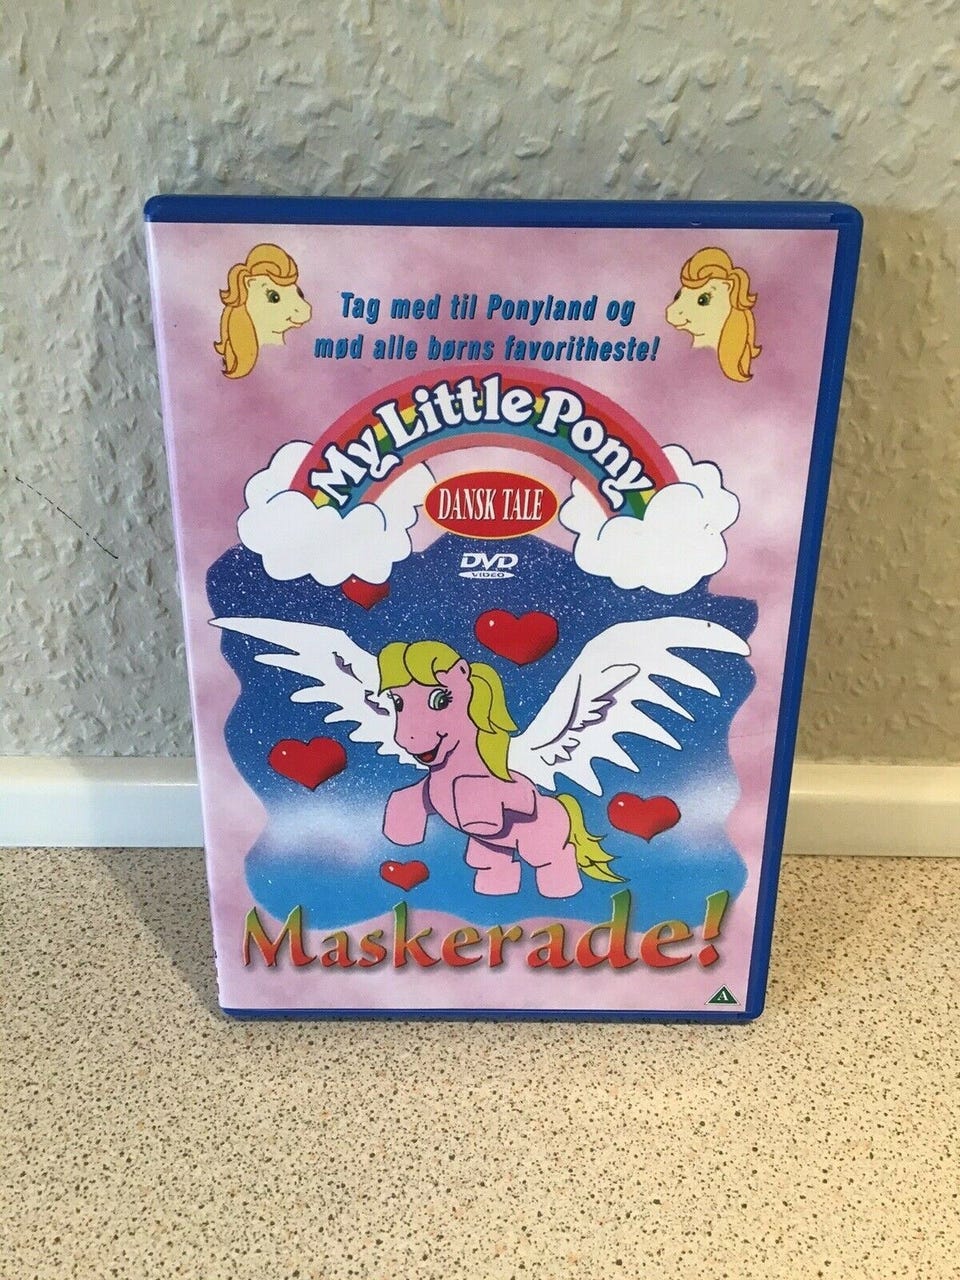 Tag med til Ponyland og
mød alle børns favoritheste!
My Little Pony
DANSK TALE
DVD
VIDEO
Maskerade!
A